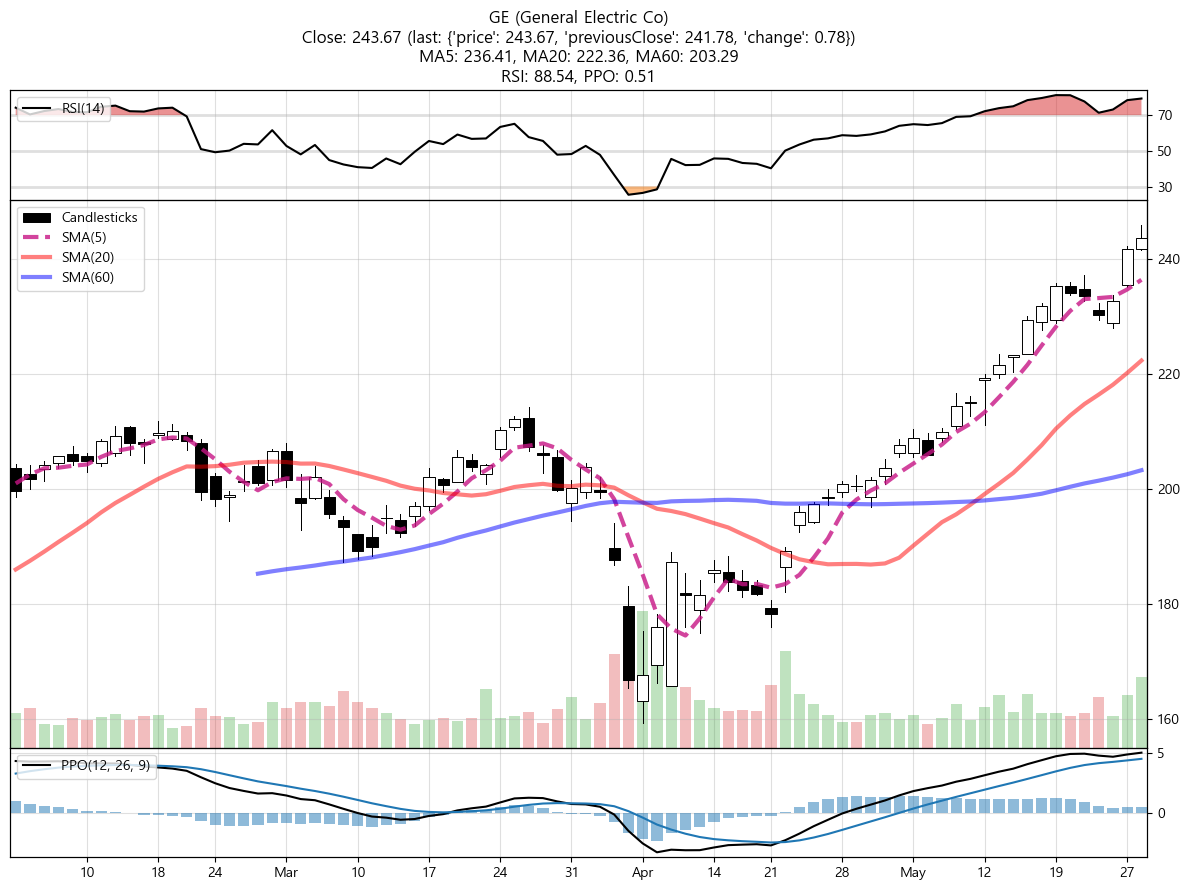 GE (General Electric Co)
Close: 243.67 (last: {'price': 243.67, 'previousClose': 241.78, 'change': 0.78})
MA5: 236.41, MA20: 222.36, MA60: 203.29
RSI: 88.54, PPO: 0.51
RSI(14)
70
50
30
Candlesticks
SMA(5)
SMA(20)
SMA(60)
240
220
200
180
160
PPO(12, 26, 9)
5
0
10 18 24 Mar 10 17 24 31 Apr 14 21 28 May 12 19 27